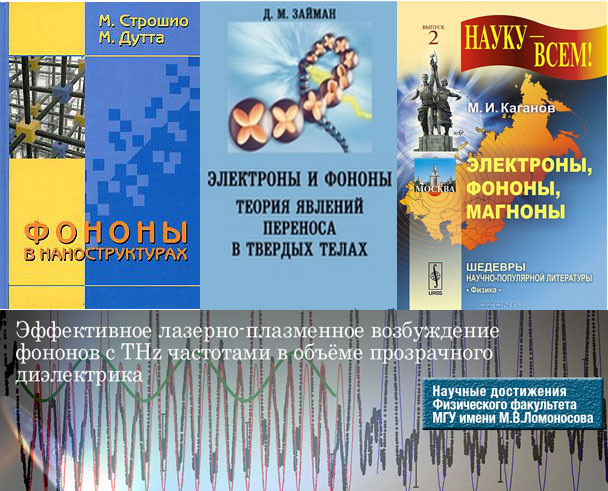 М. Строшио
М. Дутта
ФОНОНЫ
В НАНОСТРУКТУРАХ
Д. М. ЗАЙМАН
ЭЛЕКТРОНЫ И ФОНОНЫ
ТЕОРИЯ ЯВЛЕНИЙ
ПЕРЕНОСА
В ТВЕРДЫХ ТЕЛАХ
ВЫПУСК
2
НАУКУ —
ВСЕМ!
М. И. Каганов
МОСКВА
ЭЛЕКТРОНЫ,
ФОНОНЫ,
МАГНОНЫ
URSS
ШЕДЕВРЫ
НАУЧНО-ПОПУЛЯРНОЙ ЛИТЕРАТУРЫ
• Физика •
ozon.ru
Эффективное лазерно-плазменное возбуждение
фононов с THz частотами в объёме прозрачного
диэлектрика
Научные достижения
Физического факультета
МГУ имени М.В.Ломоносова